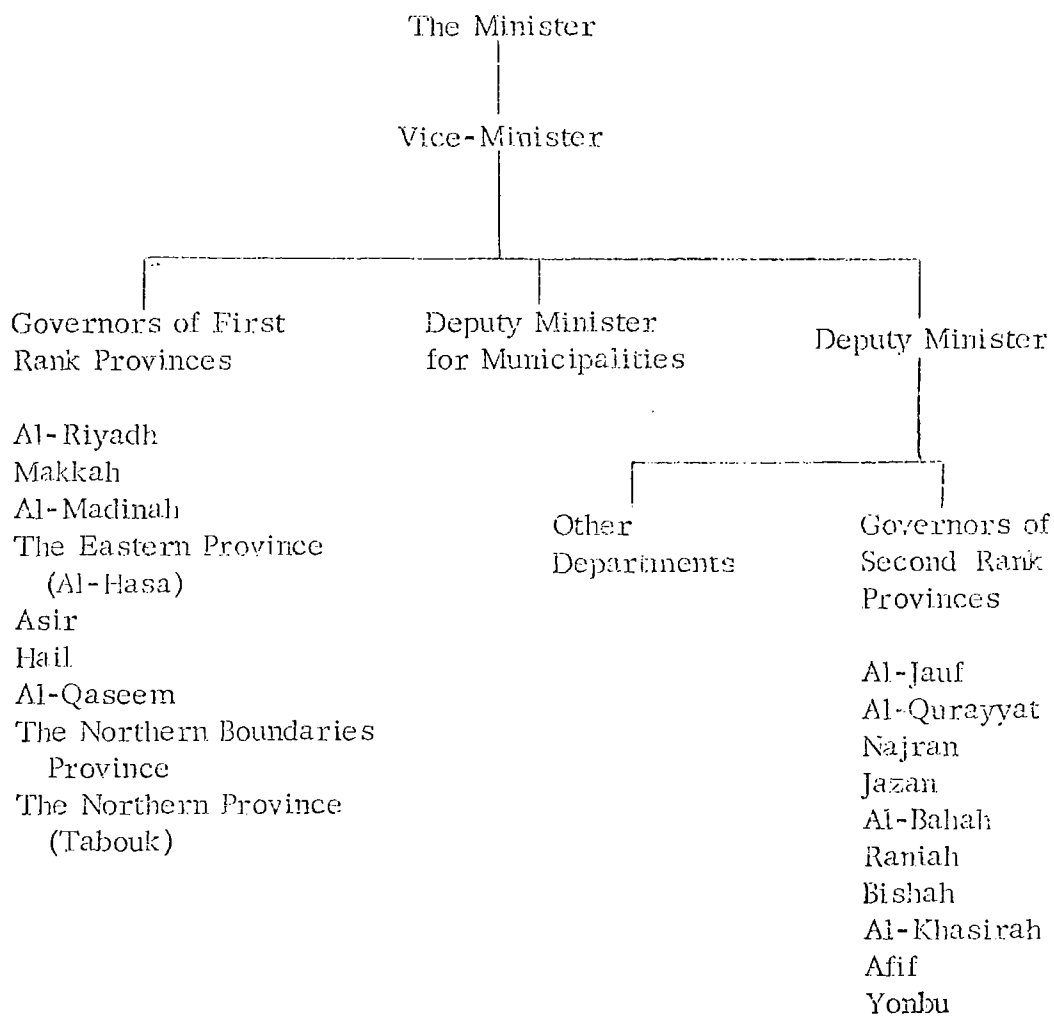 The Minister
Vice-Minister
Governors of First
Rank Provinces
Al-Riyadh
Makkah
Al-Madinah
The Eastern Province
(Al-Hasa)
Asir
Hail
Al-Qaseem
The Northern Boundaries
Province
The Northern Province
(Tabouk)
Deputy Minister
for Municipalities
Deputy Minister
Other
Departments
Governors of
Second Rank
Provinces
Al-Jauf
Al-Qurayyat
Najran
Jazan
Al-Bahah
Raniah
Bishah
Al-Khasirah
Afif
Yonbu